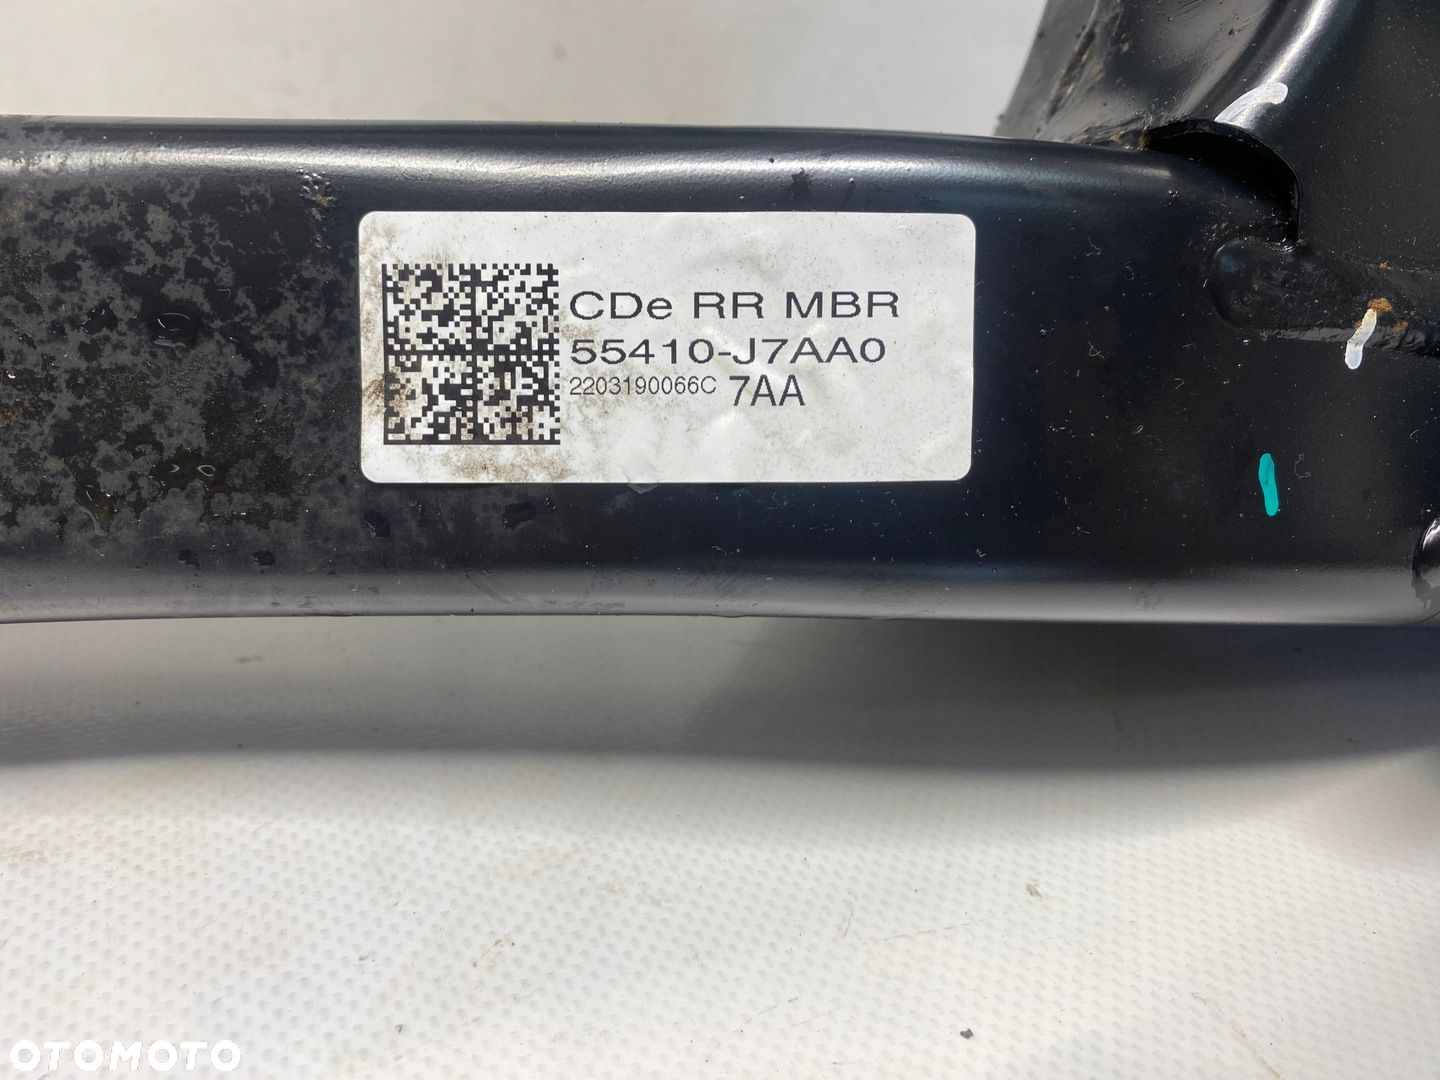 CDe RR MBR
55410-J7AA0
2203190066C 7AA
OTOMOTO